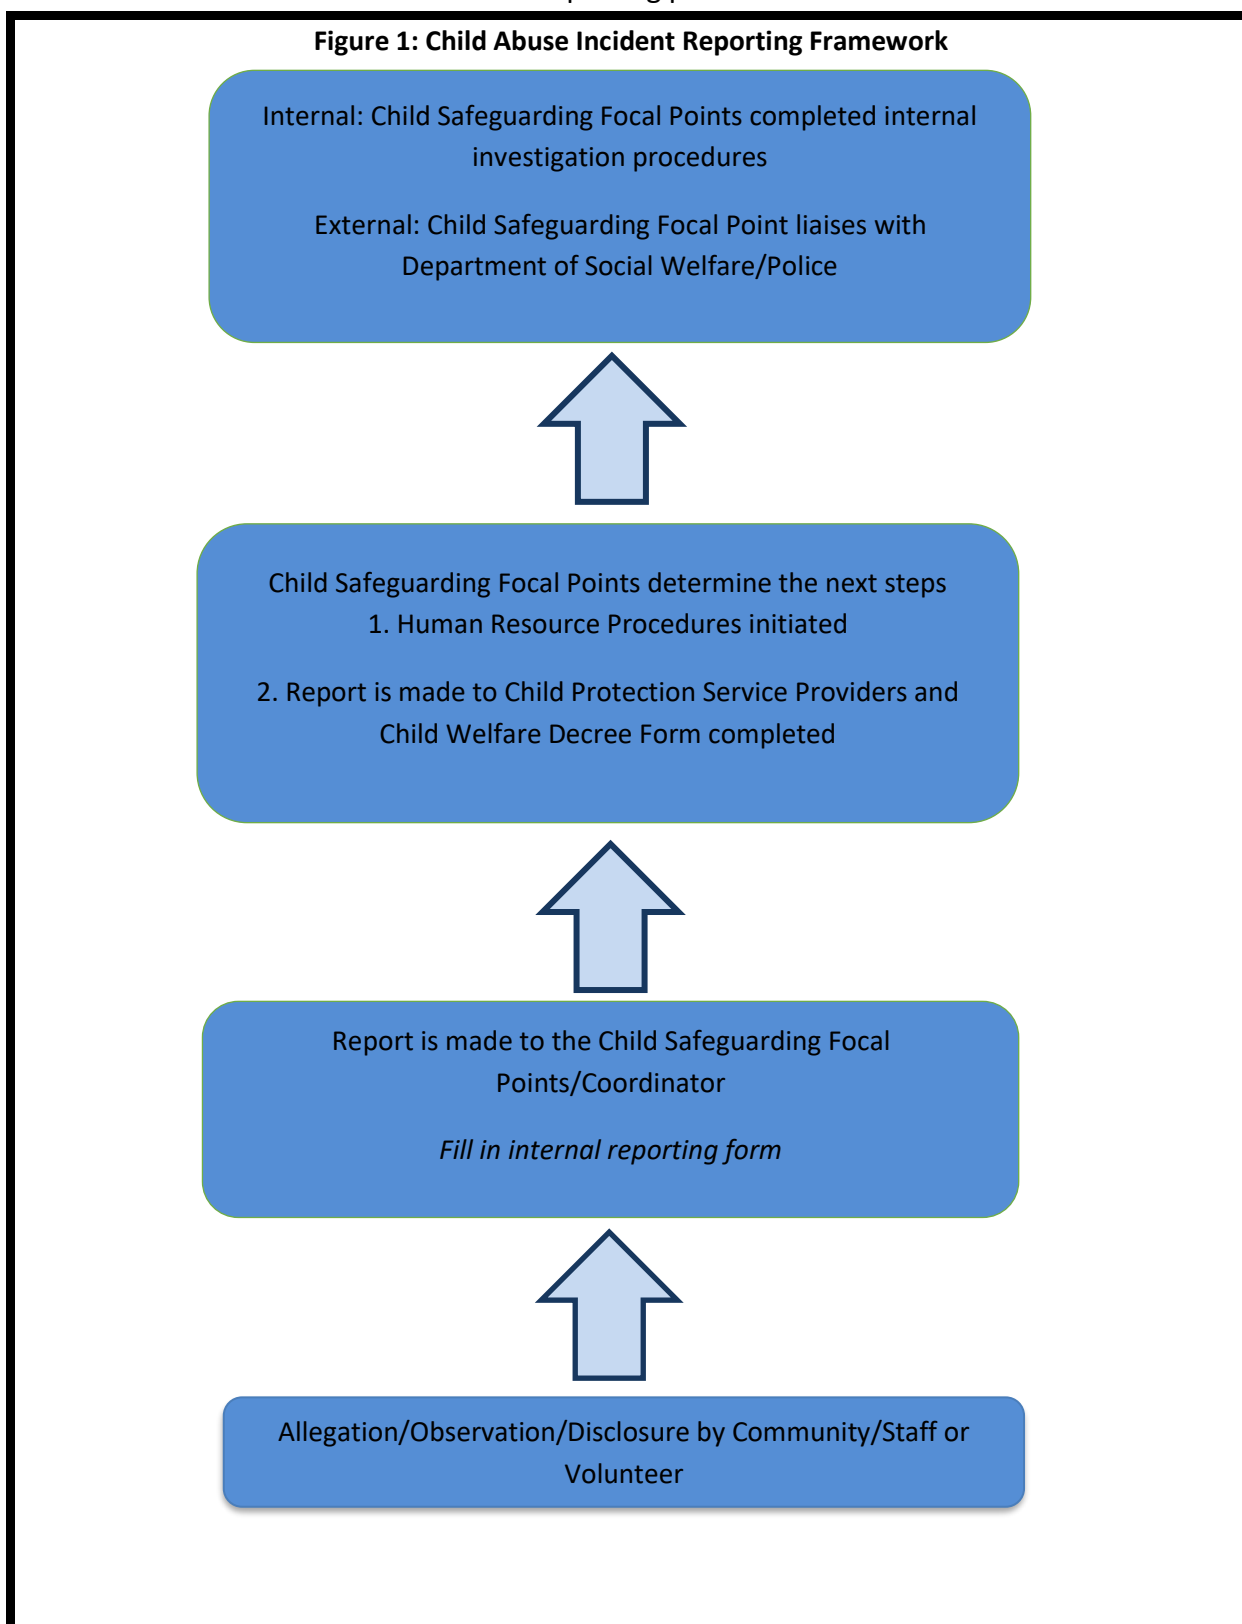 Figure 1: Child Abuse Incident Reporting Framework
Internal: Child Safeguarding Focal Points completed internal
investigation procedures
External: Child Safeguarding Focal Point liaises with
Department of Social Welfare/Police
Child Safeguarding Focal Points determine the next steps
1. Human Resource Procedures initiated
2. Report is made to Child Protection Service Providers and
Child Welfare Decree Form completed
Report is made to the Child Safeguarding Focal
Points/Coordinator
Fill in internal reporting form
Allegation/Observation/Disclosure by Community/Staff or
Volunteer